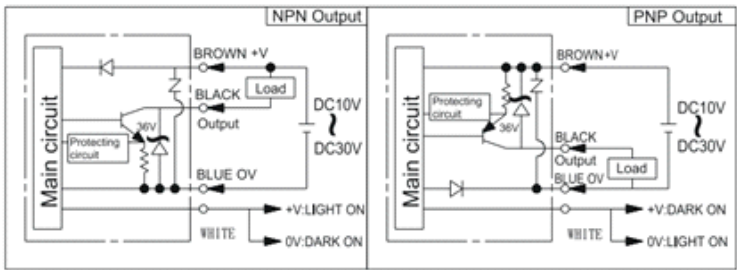 NPN Output
BROWN +V
BLACK
Load
Output
Main circuit
36V
Protecting
circuit
DC10V
DC30V
BLUE OV
+V:LIGHT ON
WHITE
0V:DARK ON
PNP Output
BROWN+V
Main circuit
Protecting
circuit
36V
DC10V
DC30V
BLACK
Output
Load
BLUE OV
+V:DARK ON
WHITE
0V:LIGHT ON